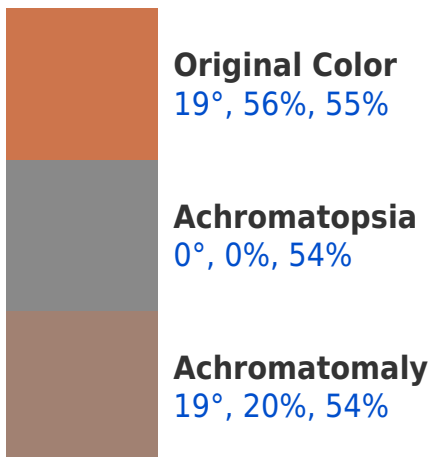 Original Color
19°, 56%, 55%
Achromatopsia
0°, 0%, 54%
Achromatomaly
19°, 20%, 54%